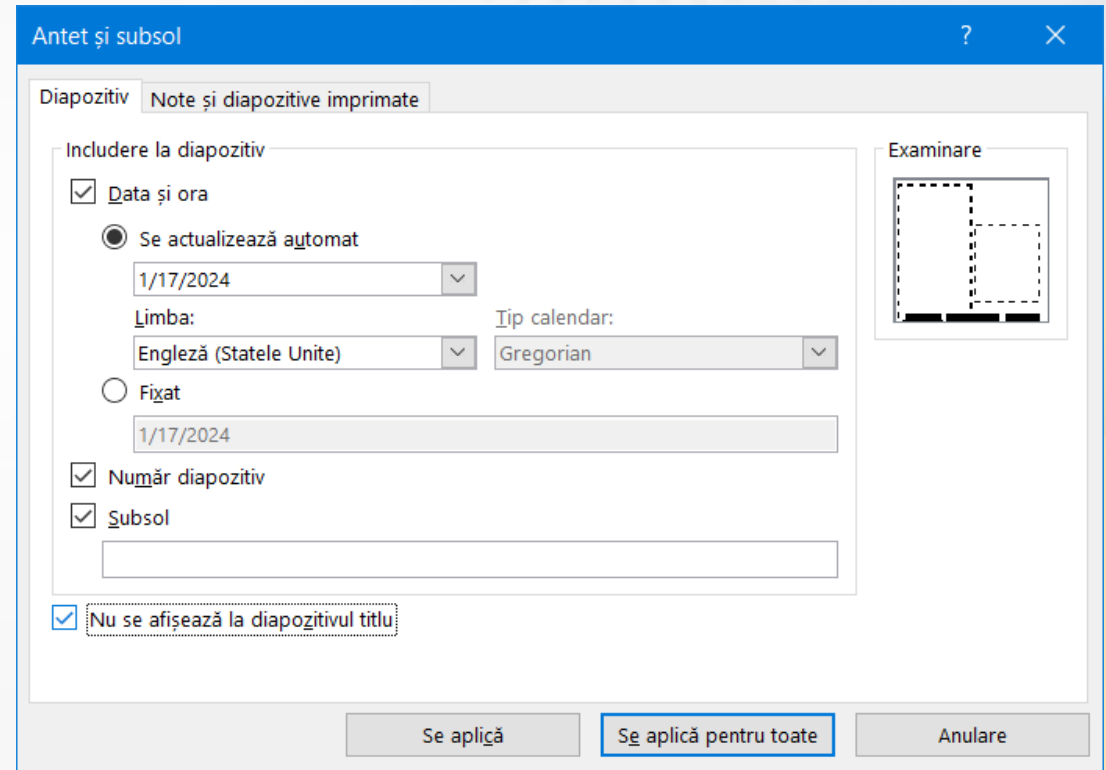 Antet și subsol
Diapozitiv Note și diapozitive imprimate
Includere la diapozitiv
Examinare
Data și ora
Se actualizează automat
1/17/2024
Limba: Tip calendar:
Engleză (Statele Unite) Gregorian
Fixat
1/17/2024
Număr diapozitiv
Subsol
Nu se afișează la diapozitivul titlu
Se aplică Se aplică pentru toate Anulare